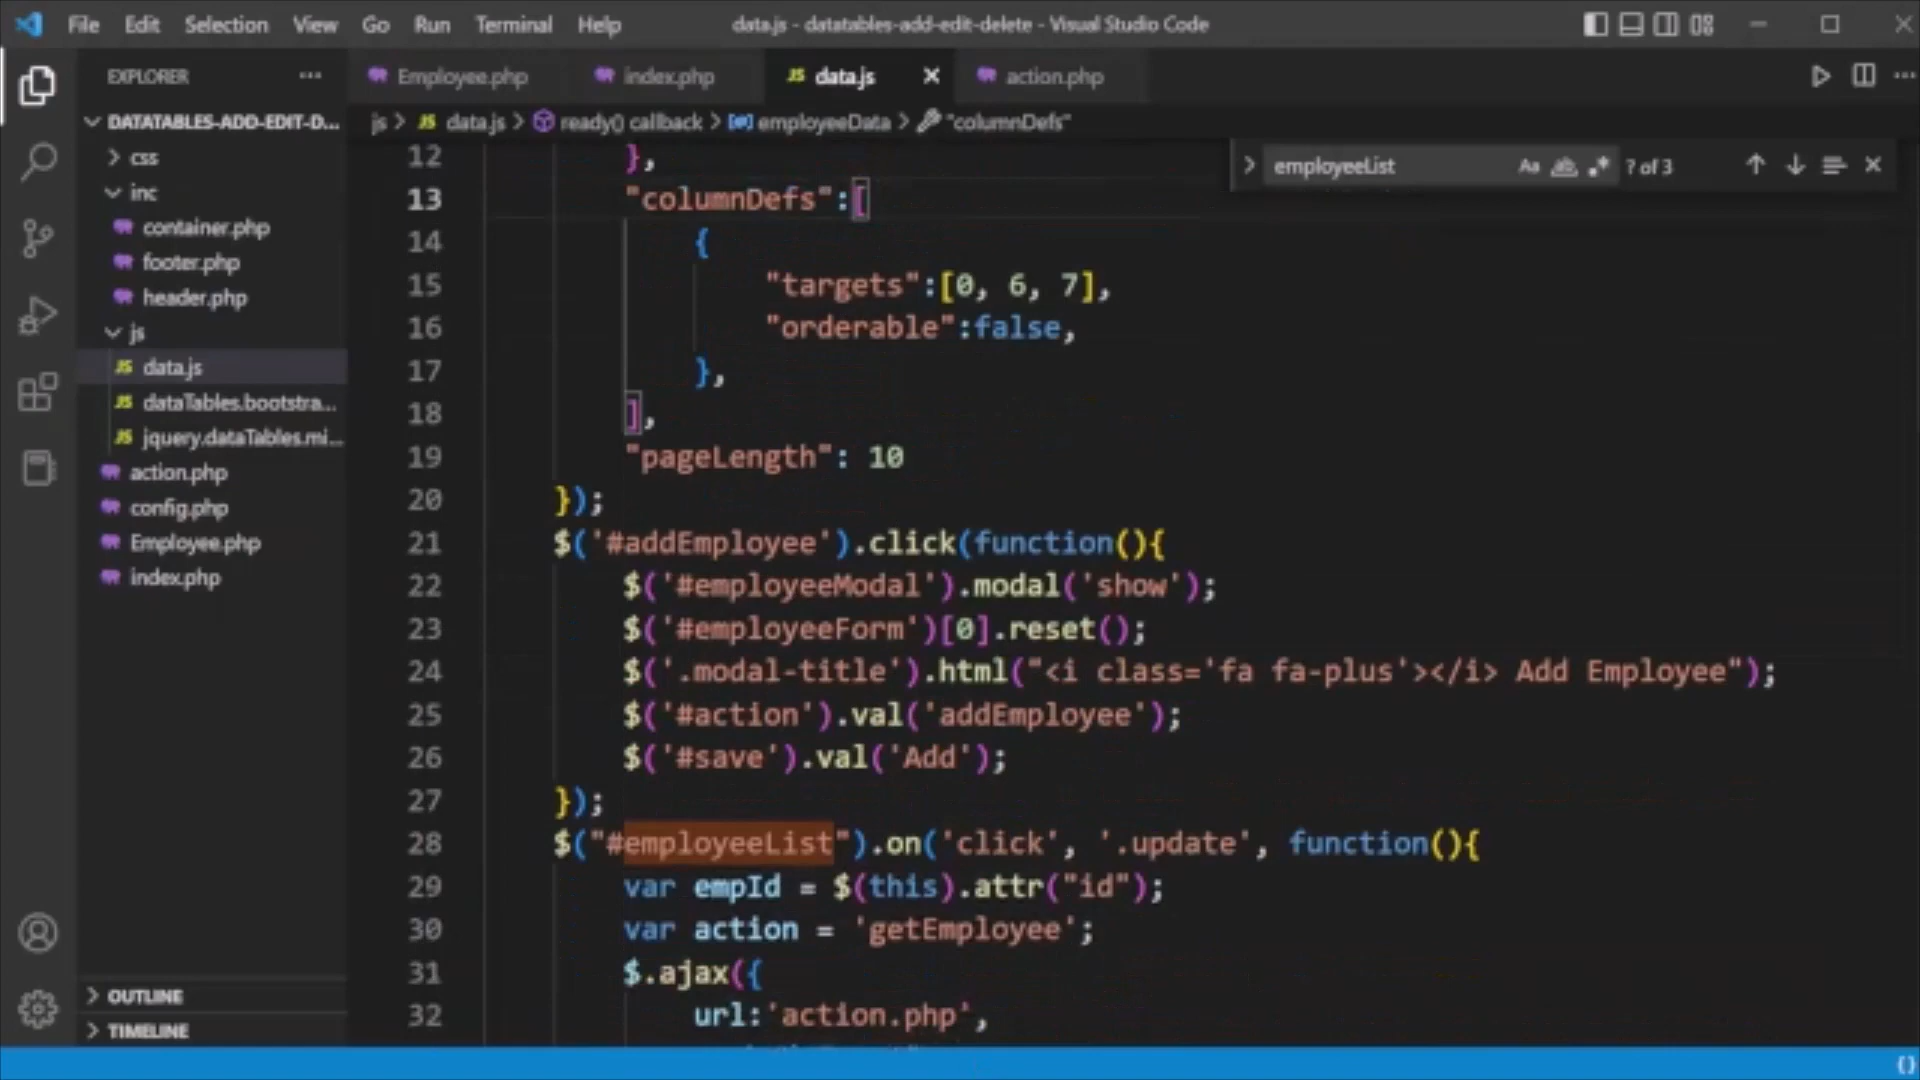 File Edit Selection View Go Run Terminal Help
data.js - datatables-add-edit-delete - Visual Studio Code
EXPLORER
Employee.php
index.php
JS data.js
action.php
DATATABLES-ADD-EDIT-D...
js > JS data.js > ready() callback > employeeData > "columnDefs"
css
inc
container.php
footer.php
header.php
js
JS data.js
JS dataTables.bootstra...
JS jquery.dataTables.mi...
action.php
config.php
Employee.php
index.php
OUTLINE
TIMELINE
employeeList Aa ab .* ? of 3
12 },
13 "columnDefs":[
14 {
15 "targets":[0, 6, 7],
16 "orderable":false,
17 },
18 ],
19 "pageLength": 10
20 });
21 $('#addEmployee').click(function(){
22 $('#employeeModal').modal('show');
23 $('#employeeForm')[0].reset();
24 $('.modal-title').html("<i class='fa fa-plus'></i> Add Employee");
25 $('#action').val('addEmployee');
26 $('#save').val('Add');
27 });
28 $("#employeeList").on('click', '.update', function(){
29 var empId = $(this).attr("id");
30 var action = 'getEmployee';
31 $.ajax({
32 url:'action.php',
{}